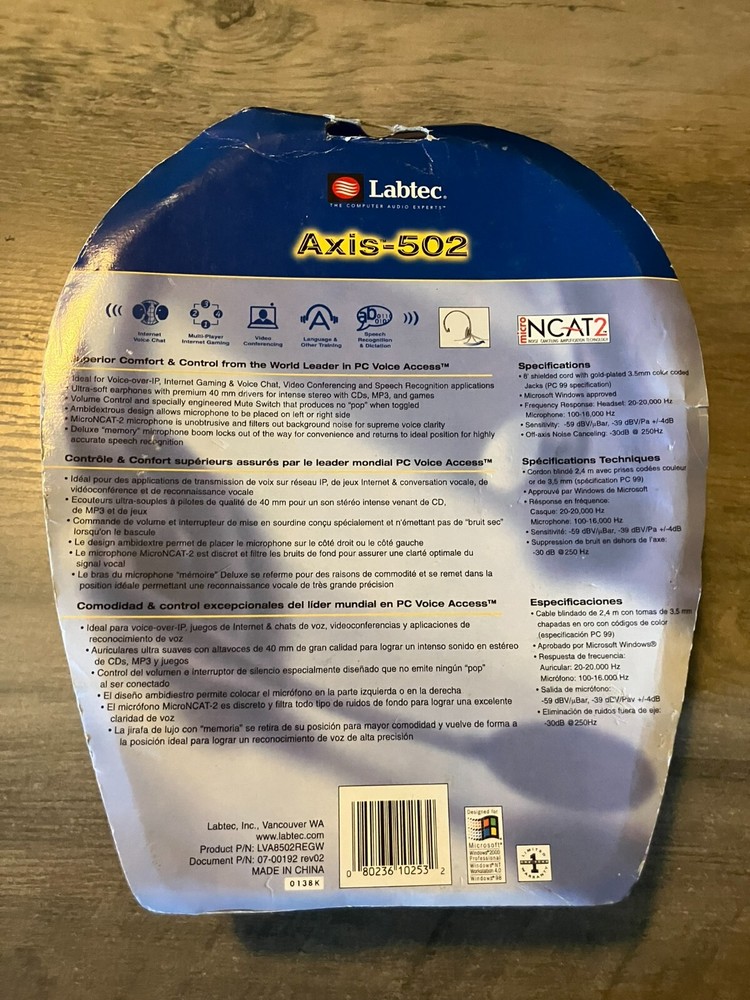 Labtec®
THE COMPUTER AUDIO EXPERTS™
Axis-502
Internet
Voice Chat
Multi-Player
Internet Gaming
Video
Conferencing
Language &
Other Training
Speech
Recognition
& Dictation
micro NCAT2
NOISE CANCELING AMPLIFICATION TECHNOLOGY
Superior Comfort & Control from the World Leader in PC Voice Access™
Ideal for Voice-over-IP, Internet Gaming & Voice Chat, Video Conferencing and Speech Recognition applications
• Ultra-soft earphones with premium 40 mm drivers for intense stereo with CDs, MP3, and games
• Volume Control and specially engineered Mute Switch that produces no "pop" when toggled
• Ambidextrous design allows microphone to be placed on left or right side
• MicroNCAT-2 microphone is unobtrusive and filters out background noise for supreme voice clarity
• Deluxe "memory" microphone boom locks out of the way for convenience and returns to ideal position for highly
accurate speech recognition
Specifications
• 8' shielded cord with gold-plated 3.5mm color coded
Jacks (PC 99 specification)
• Microsoft Windows approved
• Frequency Response: Headset: 20-20,000 Hz
Microphone: 100-16,000 Hz
• Sensitivity: -59 dBV/µBar, -39 dBV/Pa +/-4dB
• Off-axis Noise Canceling: -30dB @ 250Hz
Contrôle & Confort supérieurs assurés par le leader mondial PC Voice Access™
• Idéal pour des applications de transmission de voix sur réseau IP, de jeux Internet & conversation vocale, de
vidéoconférence et de reconnaissance vocale
• Ecouteurs ultra-souples à pilotes de qualité de 40 mm pour un son stéréo intense venant de CD,
de MP3 et de jeux
• Commande de volume et interrupteur de mise en sourdine conçu spécialement et n'émettant pas de "bruit sec"
lorsqu'on le bascule
• Le design ambidextre permet de placer le microphone sur le côté droit ou le côté gauche
• Le microphone MicroNCAT-2 est discret et filtre les bruits de fond pour assurer une clarté optimale du
signal vocal
• Le bras du microphone "mémoire" Deluxe se referme pour des raisons de commodité et se remet dans la
position idéale permettant une reconnaissance vocale de très grande précision
Spécifications Techniques
• Cordon blindé 2,4 m avec prises codées couleur
or de 3,5 mm (spécification PC 99)
• Approuvé par Windows de Microsoft
• Réponse en fréquence:
Casque: 20-20,000 Hz
Microphone: 100-16,000 Hz
• Sensitivité: -59 dBV/µBar, -39 dBV/Pa +/-4dB
• Suppression de bruit en dehors de l'axe:
-30 dB @250 Hz
Comodidad & control excepcionales del líder mundial en PC Voice Access™
• Ideal para voice-over-IP, juegos de Internet & chats de voz, videoconferencias y aplicaciones de
reconocimiento de voz
• Auriculares ultra suaves con altavoces de 40 mm de gran calidad para lograr un intenso sonido en estéreo
de CDs, MP3 y juegos
• Control del volumen e interruptor de silencio especialmente diseñado que no emite ningún "pop"
al ser conectado
• El diseño ambidiestro permite colocar el micrófono en la parte izquierda o en la derecha
• El micrófono MicroNCAT-2 es discreto y filtra todo tipo de ruidos de fondo para lograr una excelente
claridad de voz
• La jirafa de lujo con "memoria" se retira de su posición para mayor comodidad y vuelve de forma a
la posición ideal para lograr un reconocimiento de voz de alta precisión
Especificaciones
• Cable blindado de 2,4 m con tomas de 3,5 mm
chapadas en oro con códigos de color
(especificación PC 99)
• Aprobado por Microsoft Windows®
• Respuesta de frecuencia:
Auricular: 20-20.000 Hz
Micrófono: 100-16.000 Hz
• Salida de micrófono:
-59 dBV/µBar, -39 dBV/Pav +/-4dB
• Eliminación de ruidos fuera de eje:
-30dB @250Hz
Labtec, Inc., Vancouver WA
www.labtec.com
Product P/N: LVA8502REGW
Document P/N: 07-00192 rev02
MADE IN CHINA
0138K
0 80236 10253 2
Designed for
Microsoft®
Windows®2000
Professional
Windows®NT
Workstation 4.0
Windows®98
LIMITED
1